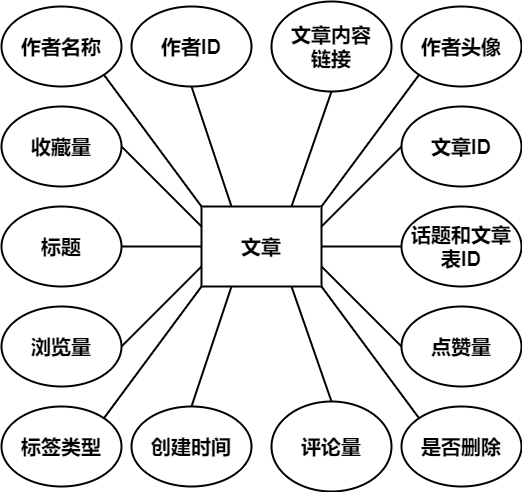 作者名称
作者ID
文章内容
链接
作者头像
收藏量
文章ID
标题
文章
话题和文章
表ID
浏览量
点赞量
标签类型
创建时间
评论量
是否删除